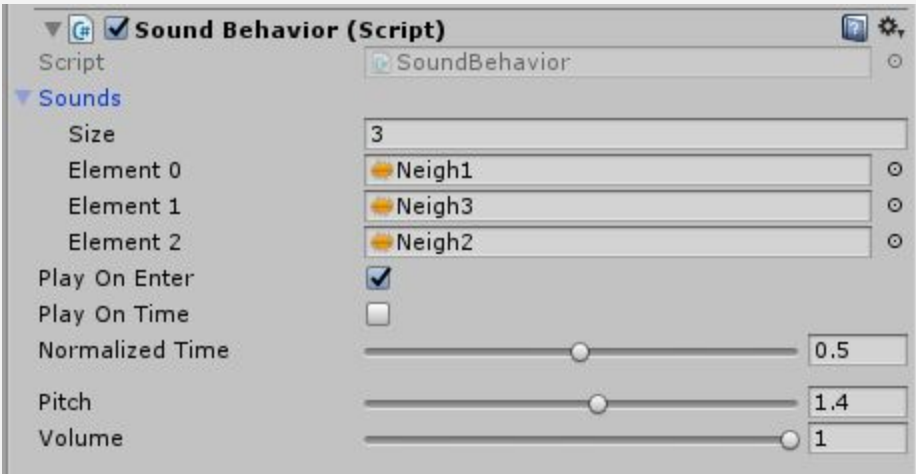 Sound Behavior (Script)
Script SoundBehavior
Sounds
Size 3
Element 0 Neigh1
Element 1 Neigh3
Element 2 Neigh2
Play On Enter
Play On Time
Normalized Time 0.5
Pitch 1.4
Volume 1